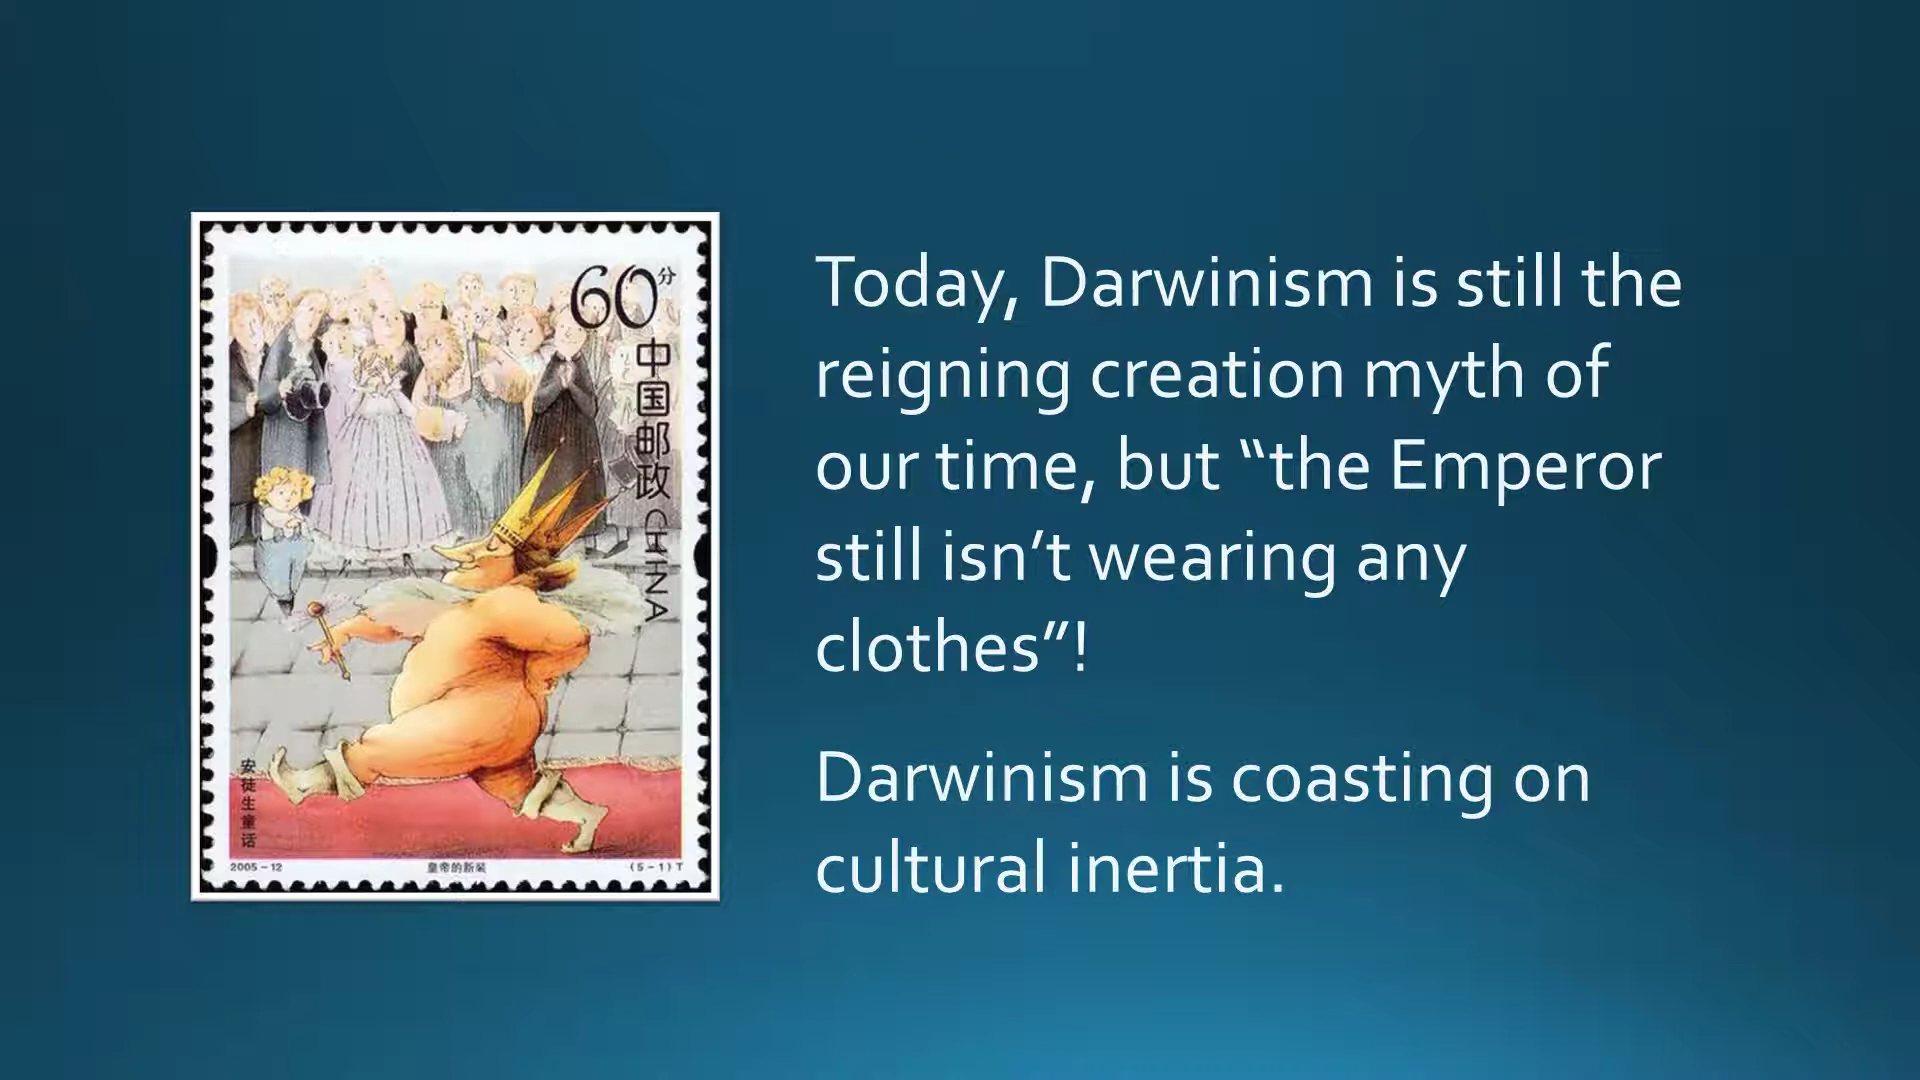 60分
中国邮政 CHINA
安徒生童话
2005-12
皇帝的新装
(5-1)T
Today, Darwinism is still the
reigning creation myth of
our time, but “the Emperor
still isn’t wearing any
clothes”!
Darwinism is coasting on
cultural inertia.